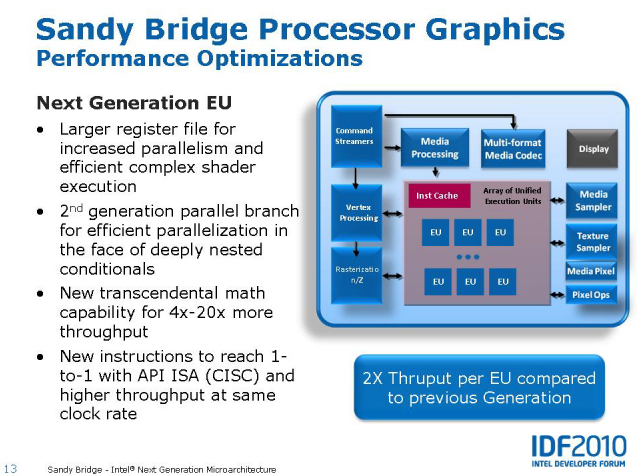 Sandy Bridge Processor Graphics
Performance Optimizations
Next Generation EU
• Larger register file for
increased parallelism and
efficient complex shader
execution
• 2nd generation parallel branch
for efficient parallelization in
the face of deeply nested
conditionals
• New transcendental math
capability for 4x-20x more
throughput
• New instructions to reach 1-
to-1 with API ISA (CISC) and
higher throughput at same
clock rate
Command
Streamers
Media
Processing
Multi-format
Media Codec
Display
Vertex
Processing
Inst Cache
Array of Unified
Execution Units
Media
Sampler
EU EU EU
Texture
Sampler
Rasterizatio
n/Z
EU EU EU
Media Pixel
Pixel Ops
2X Thruput per EU compared
to previous Generation
13
Sandy Bridge - Intel® Next Generation Microarchitecture
IDF2010
INTEL DEVELOPER FORUM